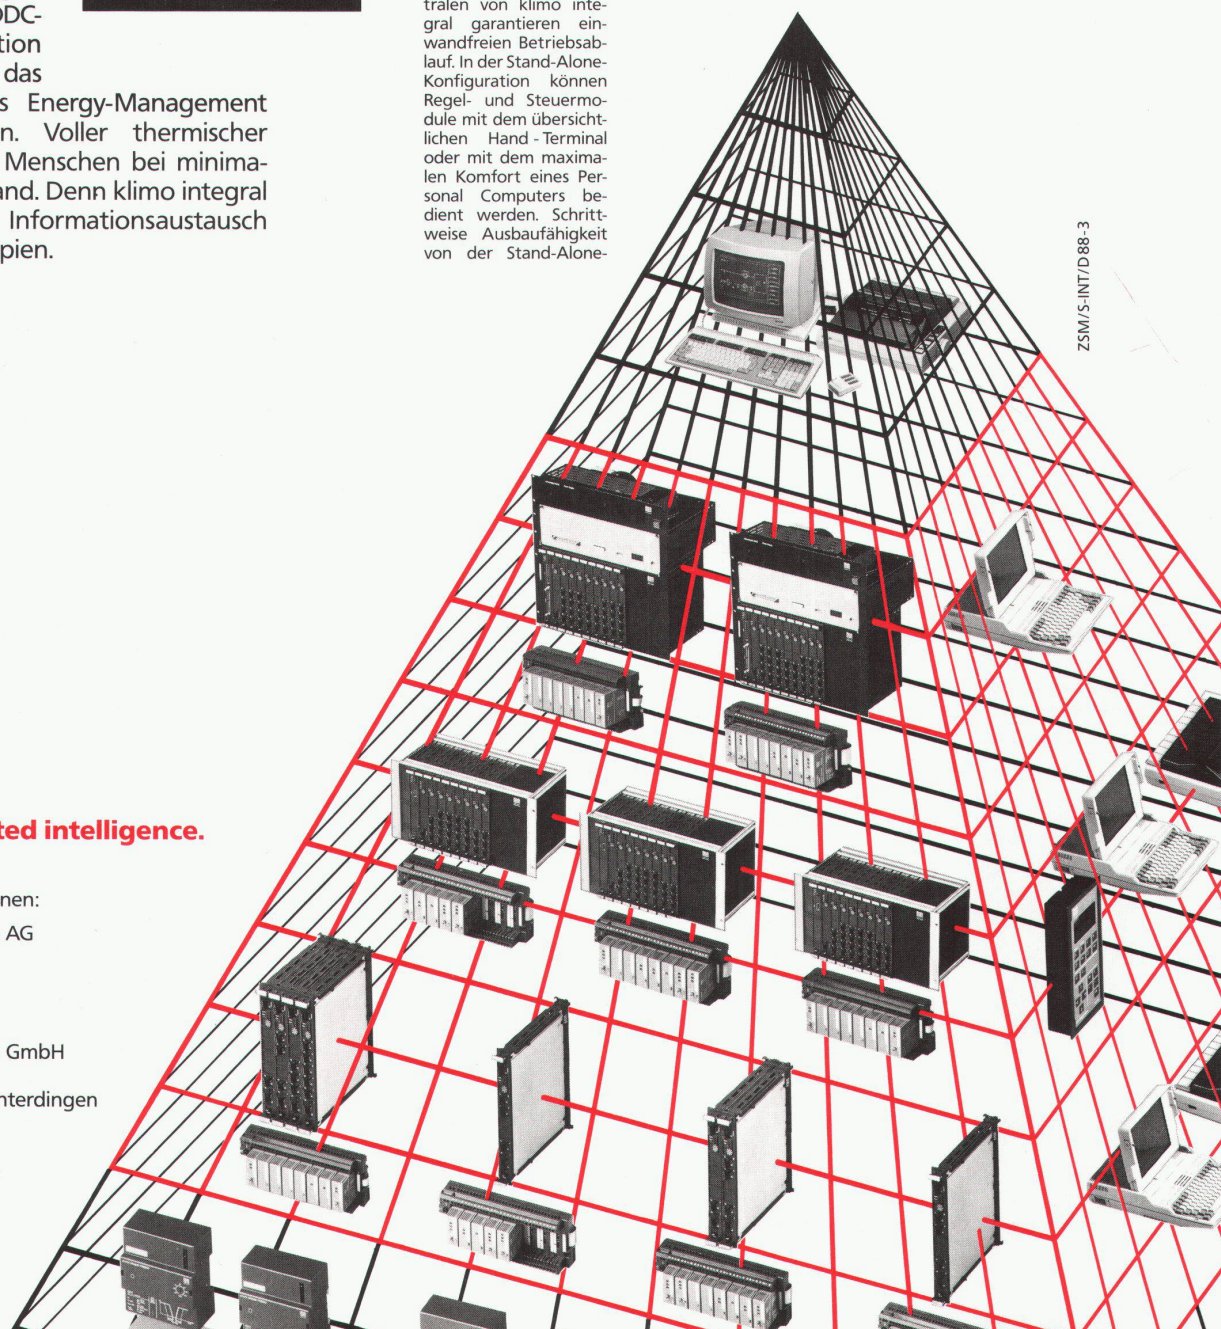 DDC-
tion
das
s Energy-Management
n. Voller thermischer
Menschen bei minima-
and. Denn klimo integral
Informationsaustausch
pien.
tralen von klimo inte-
gral garantieren ein-
wandfreien Betriebsab-
lauf. In der Stand-Alone-
Konfiguration können
Regel- und Steuermo-
dule mit dem übersicht-
lichen Hand-Terminal
oder mit dem maxima-
len Komfort eines Per-
sonal Computers be-
dient werden. Schritt-
weise Ausbaufähigkeit
von der Stand-Alone-
ZSM/S-INT/D 88-3
ted intelligence.
nen:
AG
GmbH
nterdingen